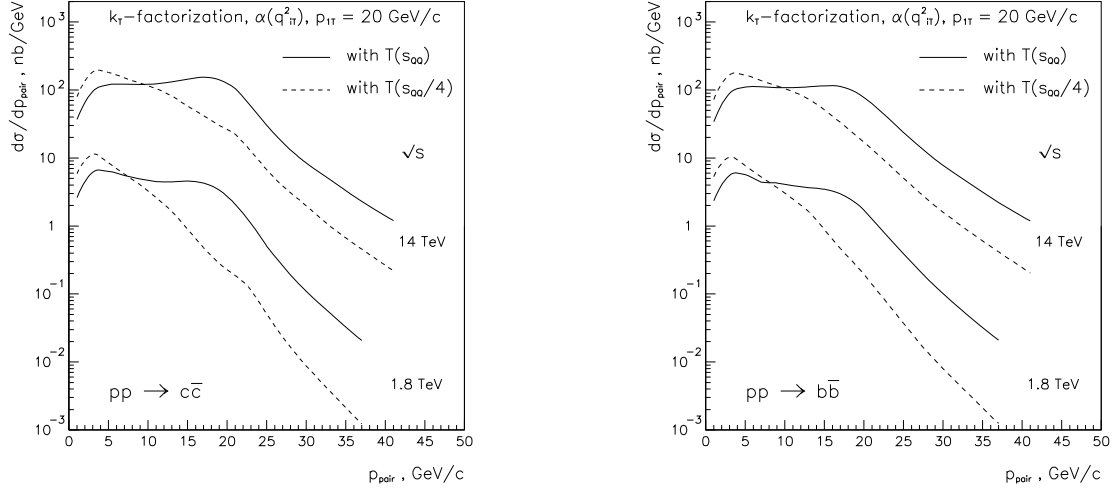 k_T-factorization, α(q²_iT), p_1T = 20 GeV/c
with T(s_QQ)
with T(s_QQ/4)
√s
14 TeV
1.8 TeV
pp → cc̅
dσ/dp_pair, nb/GeV
10³
10²
10
1
10⁻¹
10⁻²
10⁻³
0 5 10 15 20 25 30 35 40 45 50
p_pair , GeV/c
k_T-factorization, α(q²_iT), p_1T = 20 GeV/c
with T(s_QQ)
with T(s_QQ/4)
√s
14 TeV
1.8 TeV
pp → bb̅
dσ/dp_pair, nb/GeV
10³
10²
10
1
10⁻¹
10⁻²
10⁻³
0 5 10 15 20 25 30 35 40 45 50
p_pair , GeV/c